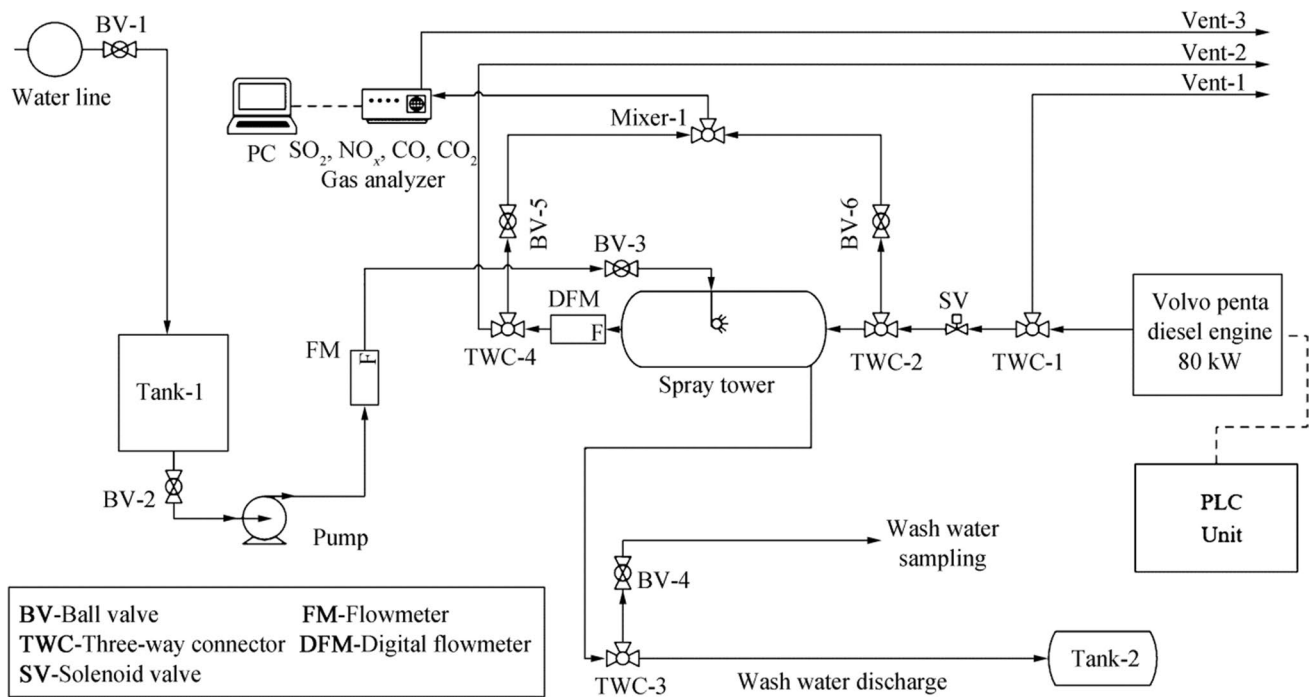 BV-1
Water line
PC
SO₂, NOₓ, CO, CO₂
Gas analyzer
Mixer-1
Vent-3
Vent-2
Vent-1
BV-5
BV-6
BV-3
DFM
F
TWC-4
Spray tower
TWC-2
SV
TWC-1
Volvo penta
diesel engine
80 kW
FM
F
Tank-1
BV-2
Pump
PLC
Unit
Wash water
sampling
BV-4
TWC-3
Wash water discharge
Tank-2
BV-Ball valve
FM-Flowmeter
TWC-Three-way connector
DFM-Digital flowmeter
SV-Solenoid valve